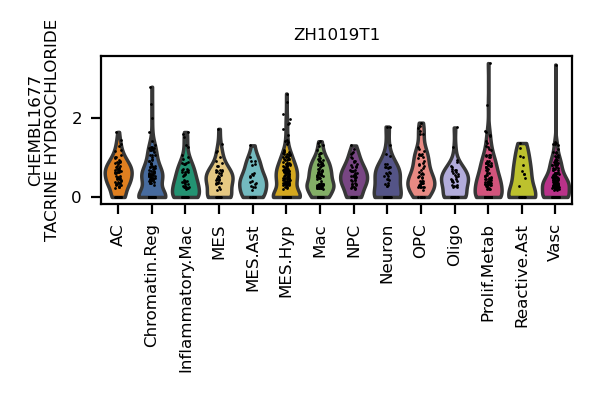 ZH1019T1
CHEMBL1677
TACRINE HYDROCHLORIDE
2
0
AC
Chromatin.Reg
Inflammatory.Mac
MES
MES.Ast
MES.Hyp
Mac
NPC
Neuron
OPC
Oligo
Prolif.Metab
Reactive.Ast
Vasc